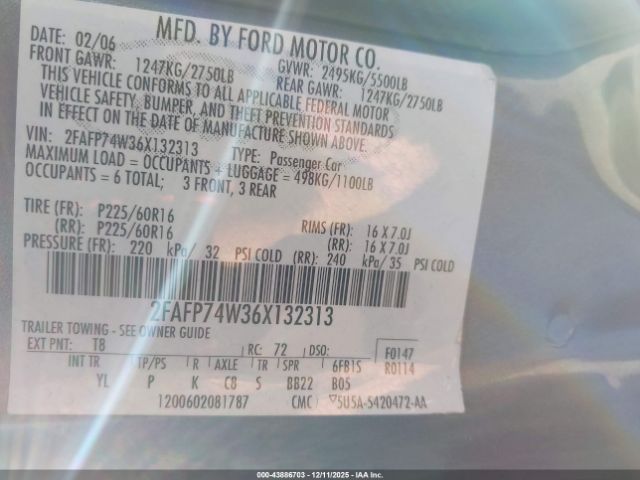 MFD. BY FORD MOTOR CO.
DATE: 02/06 GVWR: 2495KG/5500LB
FRONT GAWR: 1247KG/2750LB REAR GAWR: 1247KG/2750LB
THIS VEHICLE CONFORMS TO ALL APPLICABLE FEDERAL MOTOR
VEHICLE SAFETY, BUMPER, AND THEFT PREVENTION STANDARDS
IN EFFECT ON THE DATE OF MANUFACTURE SHOWN ABOVE.
VIN: 2FAFP74W36X132313 TYPE: Passenger Car
MAXIMUM LOAD = OCCUPANTS + LUGGAGE = 498KG/1100LB
OCCUPANTS = 6 TOTAL; 3 FRONT, 3 REAR
TIRE (FR): P225/60R16 RIMS (FR): 16 X 7.0J
(RR): P225/60R16 (RR): 16 X 7.0J
PRESSURE (FR): 220 kPa/ 32 PSI COLD (RR): 240 kPa/ 35 PSI COLD
2FAFP74W36X132313
TRAILER TOWING - SEE OWNER GUIDE
EXT PNT: T8 RC: 72 DSO: F0147
INT TR TP/PS R AXLE TR SPR 6FB15 R0114
YL P K C8 S BB22 B05
1200602081787 CMC ▽5U5A-5420472-AA
000-43886703 - 12/11/2025 - IAAI.COM